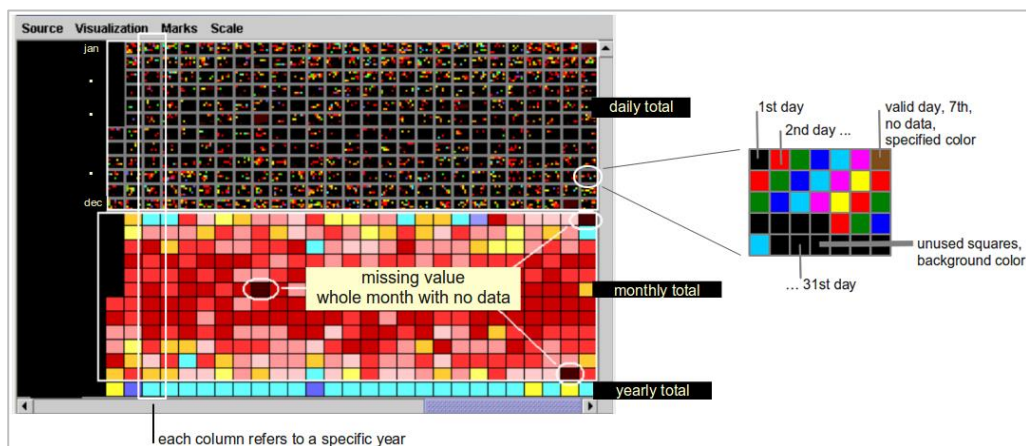 Source Visualization Marks Scale
jan
dec
daily total
missing value
whole month with no data
monthly total
yearly total
each column refers to a specific year
1st day
2nd day ...
valid day, 7th,
no data,
specified color
unused squares,
background color
... 31st day